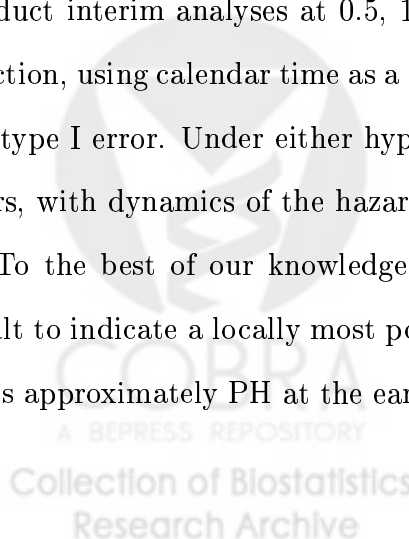 duct interim analyses at 0.5, 1
ction, using calendar time as a
type I error. Under either hyp
rs, with dynamics of the hazar
To the best of our knowledge
lt to indicate a locally most po
s approximately PH at the ear
COBRA
A BEPRESS REPOSITORY
Collection of Biostatistics
Research Archive